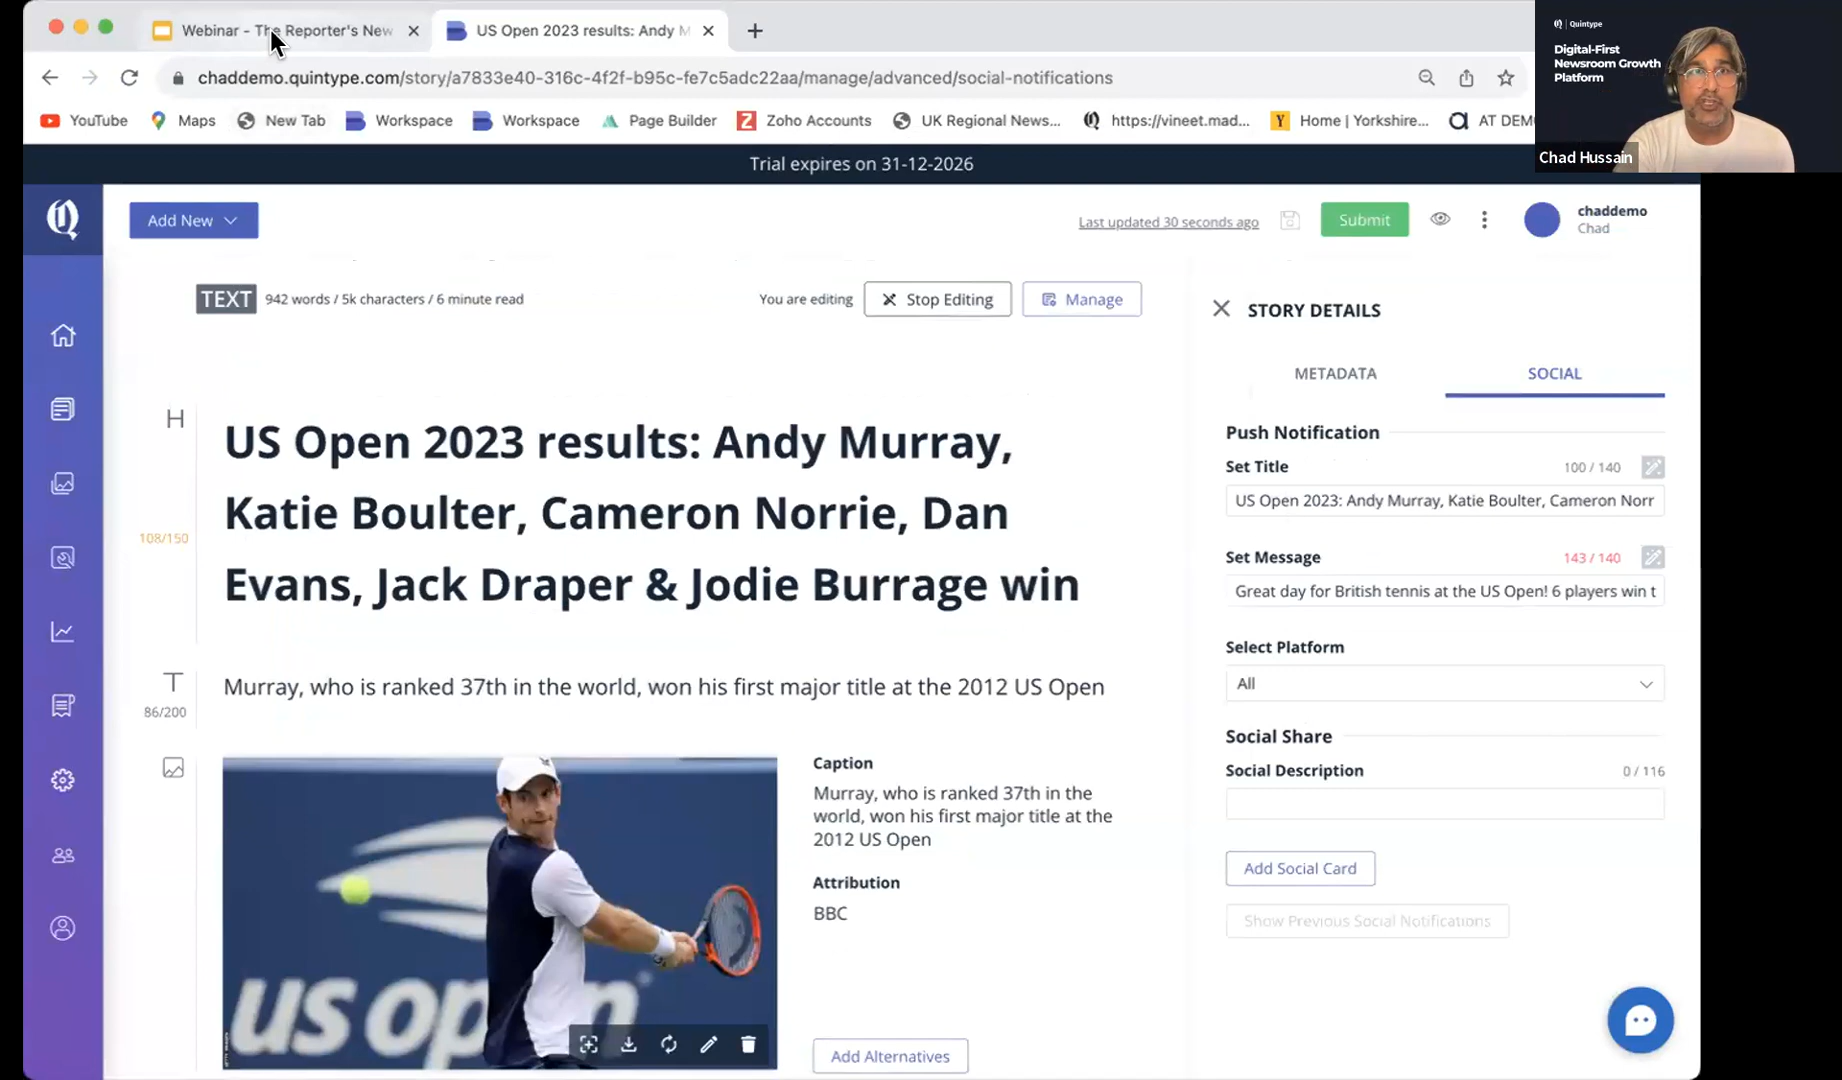 Webinar - The Reporter's New
US Open 2023 results: Andy M
chaddemo.quintype.com/story/a7833e40-316c-4f2f-b95c-fe7c5adc22aa/manage/advanced/social-notifications
YouTube
Maps
New Tab
Workspace
Workspace
Page Builder
Zoho Accounts
UK Regional News...
https://vineet.mad...
Home | Yorkshire...
AT DEM
Quintype
Digital-First
Newsroom Growth
Platform
Chad Hussain
Trial expires on 31-12-2026
Add New
Last updated 30 seconds ago
Submit
chaddemo
Chad
TEXT 942 words / 5k characters / 6 minute read
You are editing
Stop Editing
Manage
H
108/150
US Open 2023 results: Andy Murray,
Katie Boulter, Cameron Norrie, Dan
Evans, Jack Draper & Jodie Burrage win
T
86/200
Murray, who is ranked 37th in the world, won his first major title at the 2012 US Open
us open
Caption
Murray, who is ranked 37th in the
world, won his first major title at the
2012 US Open
Attribution
BBC
Add Alternatives
STORY DETAILS
METADATA
SOCIAL
Push Notification
Set Title
100 / 140
US Open 2023: Andy Murray, Katie Boulter, Cameron Norr
Set Message
143 / 140
Great day for British tennis at the US Open! 6 players win t
Select Platform
All
Social Share
Social Description
0 / 116
Add Social Card
Show Previous Social Notifications